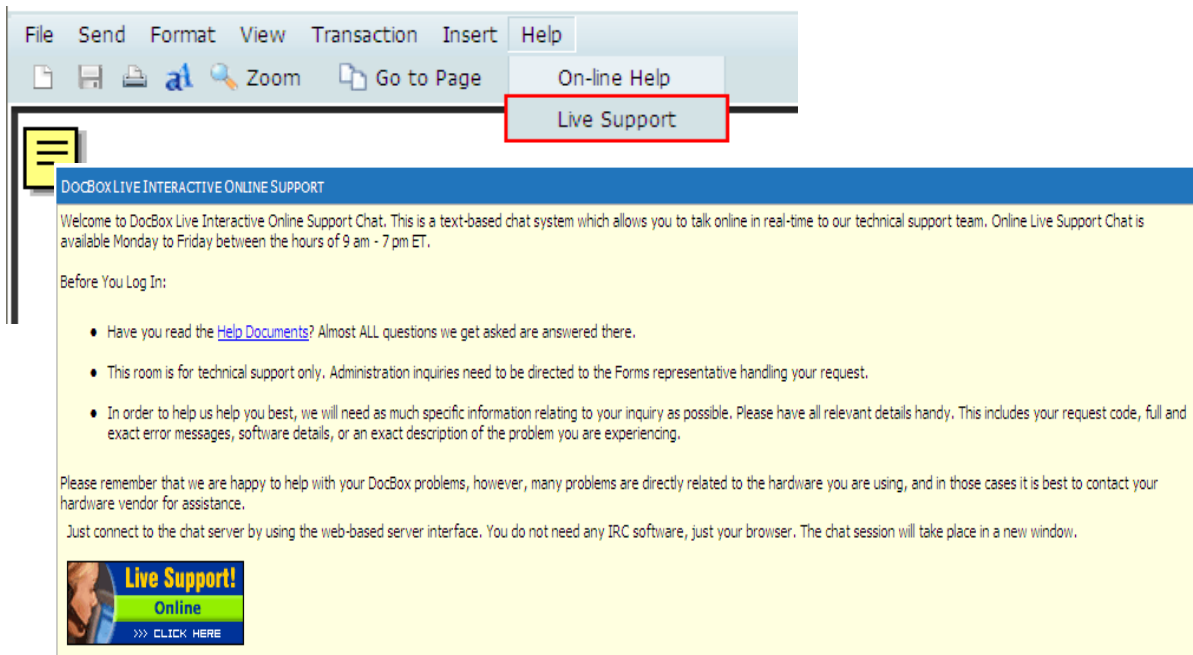 File Send Format View Transaction Insert Help
a1 Zoom Go to Page On-line Help
Live Support
DOCBOX LIVE INTERACTIVE ONLINE SUPPORT
Welcome to DocBox Live Interactive Online Support Chat. This is a text-based chat system which allows you to talk online in real-time to our technical support team. Online Live Support Chat is
available Monday to Friday between the hours of 9 am - 7 pm ET.
Before You Log In:
• Have you read the Help Documents? Almost ALL questions we get asked are answered there.
• This room is for technical support only. Administration inquiries need to be directed to the Forms representative handling your request.
• In order to help us help you best, we will need as much specific information relating to your inquiry as possible. Please have all relevant details handy. This includes your request code, full and
exact error messages, software details, or an exact description of the problem you are experiencing.
Please remember that we are happy to help with your DocBox problems, however, many problems are directly related to the hardware you are using, and in those cases it is best to contact your
hardware vendor for assistance.
Just connect to the chat server by using the web-based server interface. You do not need any IRC software, just your browser. The chat session will take place in a new window.
Live Support!
Online
>>> CLICK HERE